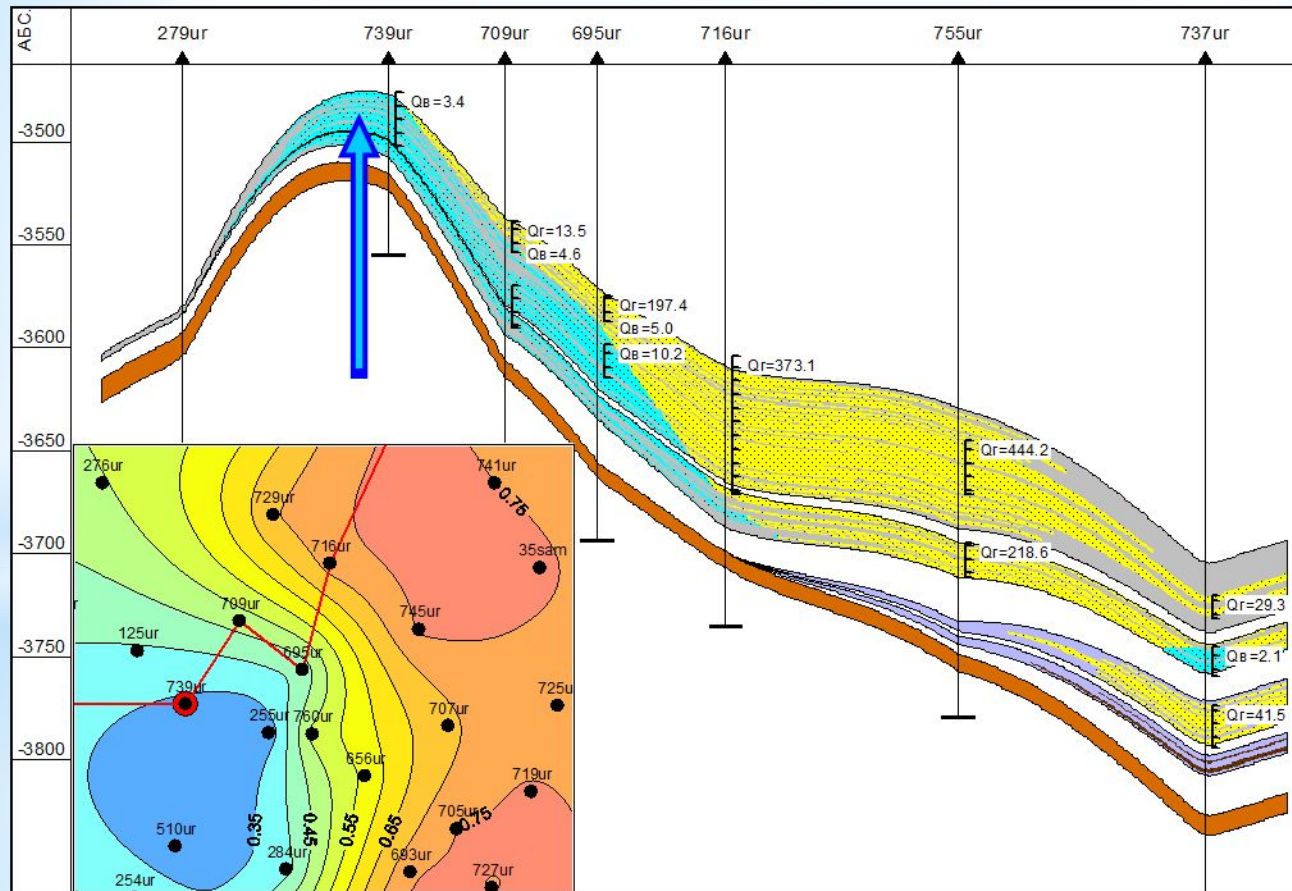 АБС.
279ur
739ur
709ur
695ur
716ur
755ur
737ur
-3500
-3550
-3600
-3650
-3700
-3750
-3800
Qв=3.4
Qг=13.5
Qв=4.6
Qг=197.4
Qв=5.0
Qв=10.2
Qг=373.1
Qг=444.2
Qг=218.6
Qг=29.3
Qв=2.1
Qг=41.5
276ur
741ur
729ur
0.75
716ur
35sam
709ur
745ur
125ur
695ur
739ur
725u
255ur
760ur
707ur
656ur
719ur
705ur
0.75
510ur
0.35
0.45
0.55
0.65
284ur
693ur
254ur
727ur